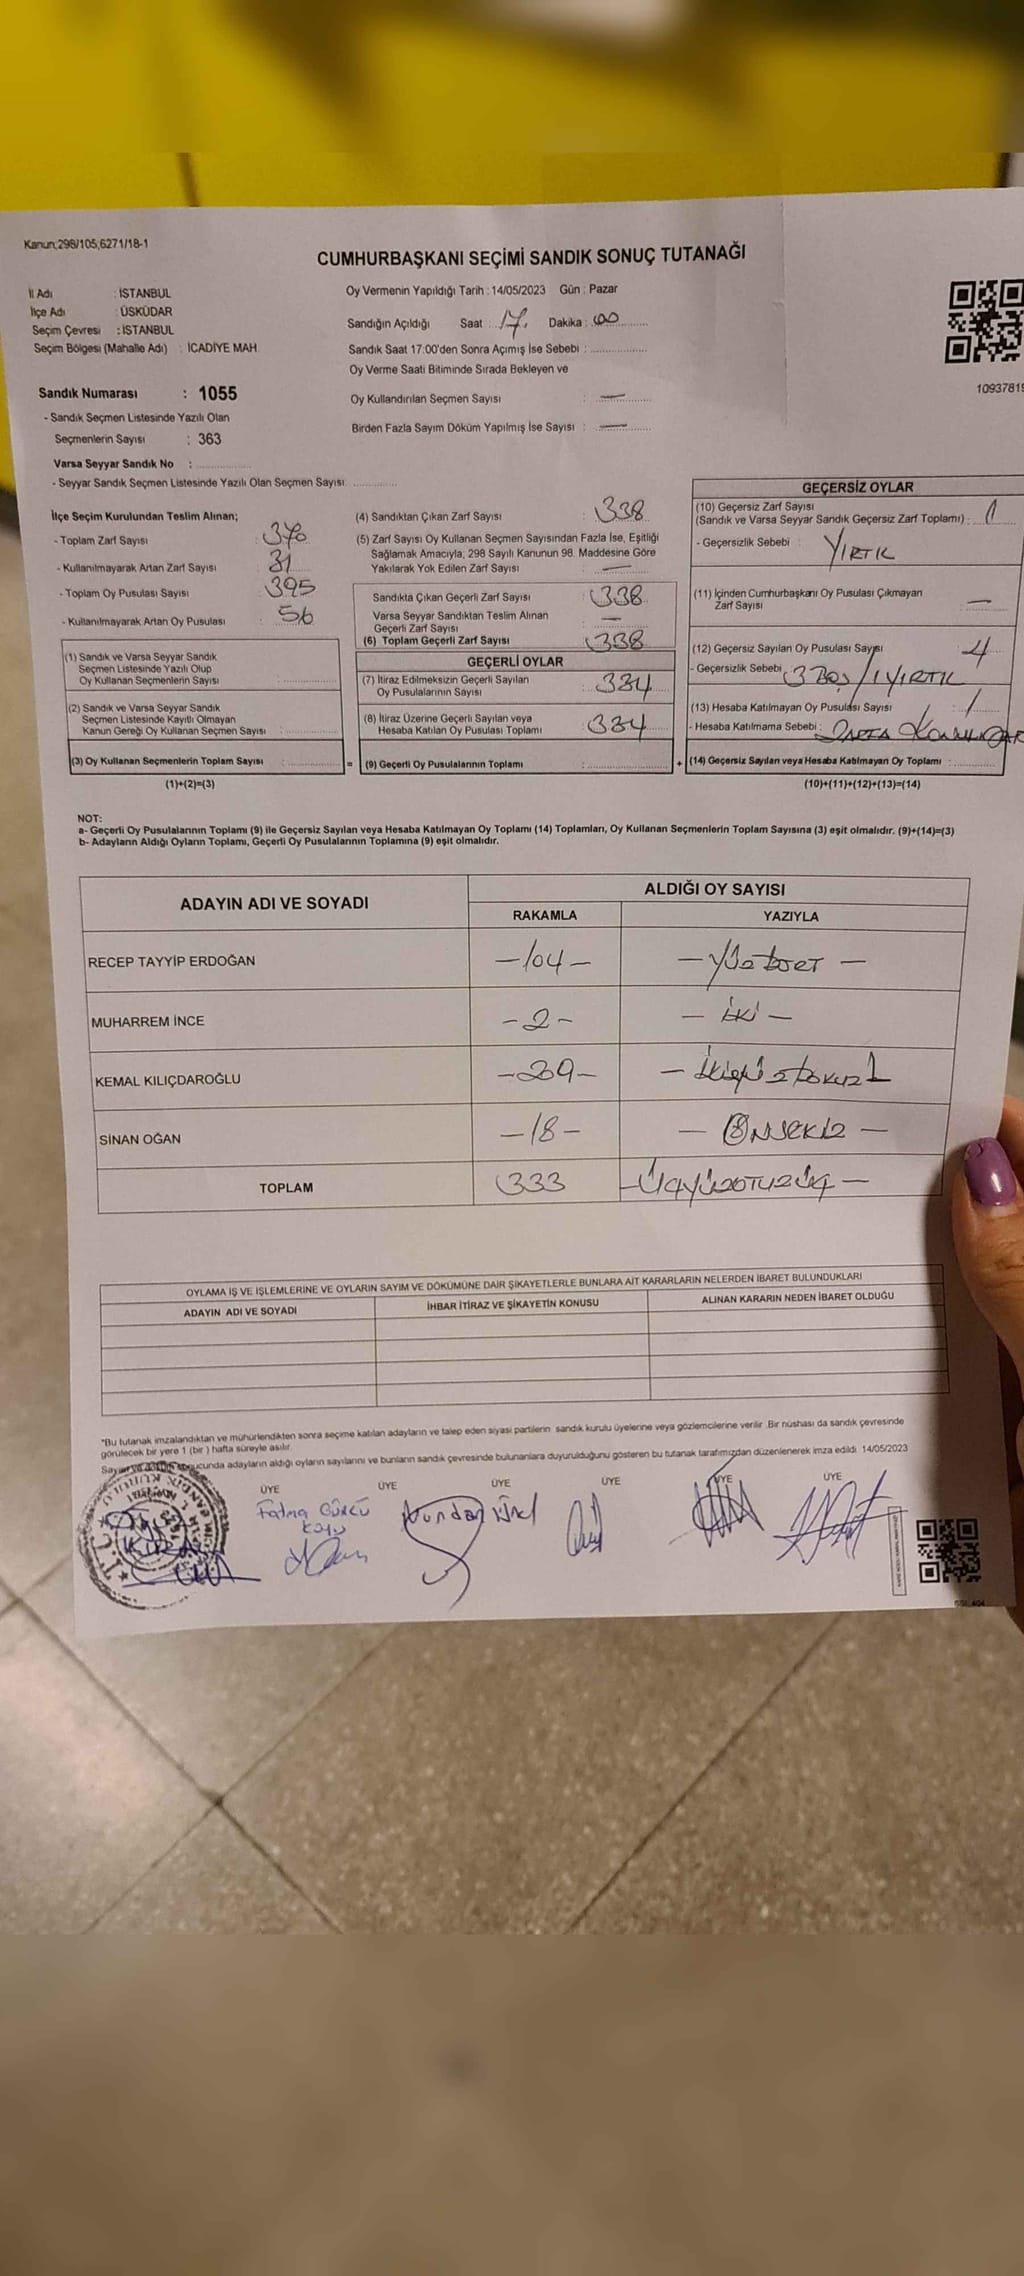 Kanun;298/105;6271/18-1
CUMHURBAŞKANI SEÇİMİ SANDIK SONUÇ TUTANAĞI
İl Adı : İSTANBUL
İlçe Adı : ÜSKÜDAR
Seçim Çevresi : İSTANBUL
Seçim Bölgesi (Mahalle Adı) : İCADİYE MAH.
Oy Vermenin Yapıldığı Tarih : 14/05/2023 Gün : Pazar
Sandığın Açıldığı Saat : 17 Dakika : 00
Sandık Saat 17:00'den Sonra Açımış İse Sebebi :
Oy Verme Saati Bitiminde Sırada Bekleyen ve
Oy Kullandırılan Seçmen Sayısı : —
Birden Fazla Sayım Döküm Yapılmış İse Sayısı : —
1093781
Sandık Numarası : 1055
- Sandık Seçmen Listesinde Yazılı Olan
Seçmenlerin Sayısı : 363
Varsa Seyyar Sandık No :
- Seyyar Sandık Seçmen Listesinde Yazılı Olan Seçmen Sayısı:
İlçe Seçim Kurulundan Teslim Alınan;
- Toplam Zarf Sayısı : 370
- Kullanılmayarak Artan Zarf Sayısı : 31
- Toplam Oy Pusulası Sayısı : 395
- Kullanılmayarak Artan Oy Pusulası : 56
(1) Sandık ve Varsa Seyyar Sandık
Seçmen Listesinde Yazılı Olup
Oy Kullanan Seçmenlerin Sayısı :
(2) Sandık ve Varsa Seyyar Sandık
Seçmen Listesinde Kayıtlı Olmayan
Kanun Gereği Oy Kullanan Seçmen Sayısı :
(3) Oy Kullanan Seçmenlerin Toplam Sayısı : =
(1)+(2)=(3)
(4) Sandıktan Çıkan Zarf Sayısı : 338
(5) Zarf Sayısı Oy Kullanan Seçmen Sayısından Fazla İse, Eşitliği
Sağlamak Amacıyla, 298 Sayılı Kanunun 98. Maddesine Göre
Yakılarak Yok Edilen Zarf Sayısı : —
Sandıkta Çıkan Geçerli Zarf Sayısı : 338
Varsa Seyyar Sandıktan Teslim Alınan
Geçerli Zarf Sayısı : —
(6) Toplam Geçerli Zarf Sayısı : 338
GEÇERLİ OYLAR
(7) İtiraz Edilmeksizin Geçerli Sayılan
Oy Pusulalarının Sayısı : 334
(8) İtiraz Üzerine Geçerli Sayılan veya
Hesaba Katılan Oy Pusulası Toplamı : 334
(9) Geçerli Oy Pusulalarının Toplamı : +
GEÇERSİZ OYLAR
(10) Geçersiz Zarf Sayısı
(Sandık ve Varsa Seyyar Sandık Geçersiz Zarf Toplamı) : 1
- Geçersizlik Sebebi : YIRTIK
(11) İçinden Cumhurbaşkanı Oy Pusulası Çıkmayan
Zarf Sayısı : —
(12) Geçersiz Sayılan Oy Pusulası Sayısı : 4
- Geçersizlik Sebebi : 3 BOŞ / 1 YIRTIK
(13) Hesaba Katılmayan Oy Pusulası Sayısı : 1
- Hesaba Katılmama Sebebi :
(14) Geçersiz Sayılan veya Hesaba Katılmayan Oy Toplamı :
(10)+(11)+(12)+(13)=(14)
NOT:
a- Geçerli Oy Pusulalarının Toplamı (9) ile Geçersiz Sayılan veya Hesaba Katılmayan Oy Toplamı (14) Toplamları, Oy Kullanan Seçmenlerin Toplam Sayısına (3) eşit olmalıdır. (9)+(14)=(3)
b- Adayların Aldığı Oyların Toplamı, Geçerli Oy Pusulalarının Toplamına (9) eşit olmalıdır.
ADAYIN ADI VE SOYADI ALDIĞI OY SAYISI
RAKAMLA YAZIYLA
RECEP TAYYİP ERDOĞAN -104- - YÜZDÖRT -
MUHARREM İNCE -2- - İKİ -
KEMAL KILIÇDAROĞLU -209- - İKİYÜZDOKUZ
SİNAN OĞAN -18- - ONSEKİZ -
TOPLAM 333 - ÜÇYÜZOTUZÜÇ -
OYLAMA İŞ VE İŞLEMLERİNE VE OYLARIN SAYIM VE DÖKÜMÜNE DAİR ŞİKAYETLERLE BUNLARA AİT KARARLARIN NELERDEN İBARET BULUNDUKLARI
ADAYIN ADI VE SOYADI İHBAR İTİRAZ VE ŞİKAYETİN KONUSU ALINAN KARARIN NEDEN İBARET OLDUĞU
*Bu tutanak imzalandıktan ve mühürlendikten sonra seçime katılan adayların ve talep eden siyasi partilerin sandık kurulu üyelerine veya gözlemcilerine verilir .Bir nüshası da sandık çevresinde
görülecek bir yere 1 (bir ) hafta süreyle asılır.
ucunda adayların aldığı oyların sayılarını ve bunların sandık çevresinde bulunanlara duyurulduğunu gösteren bu tutanak tarafımızdan düzenlenerek imza edildi. 14/05/2023
ÜYE ÜYE ÜYE ÜYE ÜYE ÜYE
Fatma